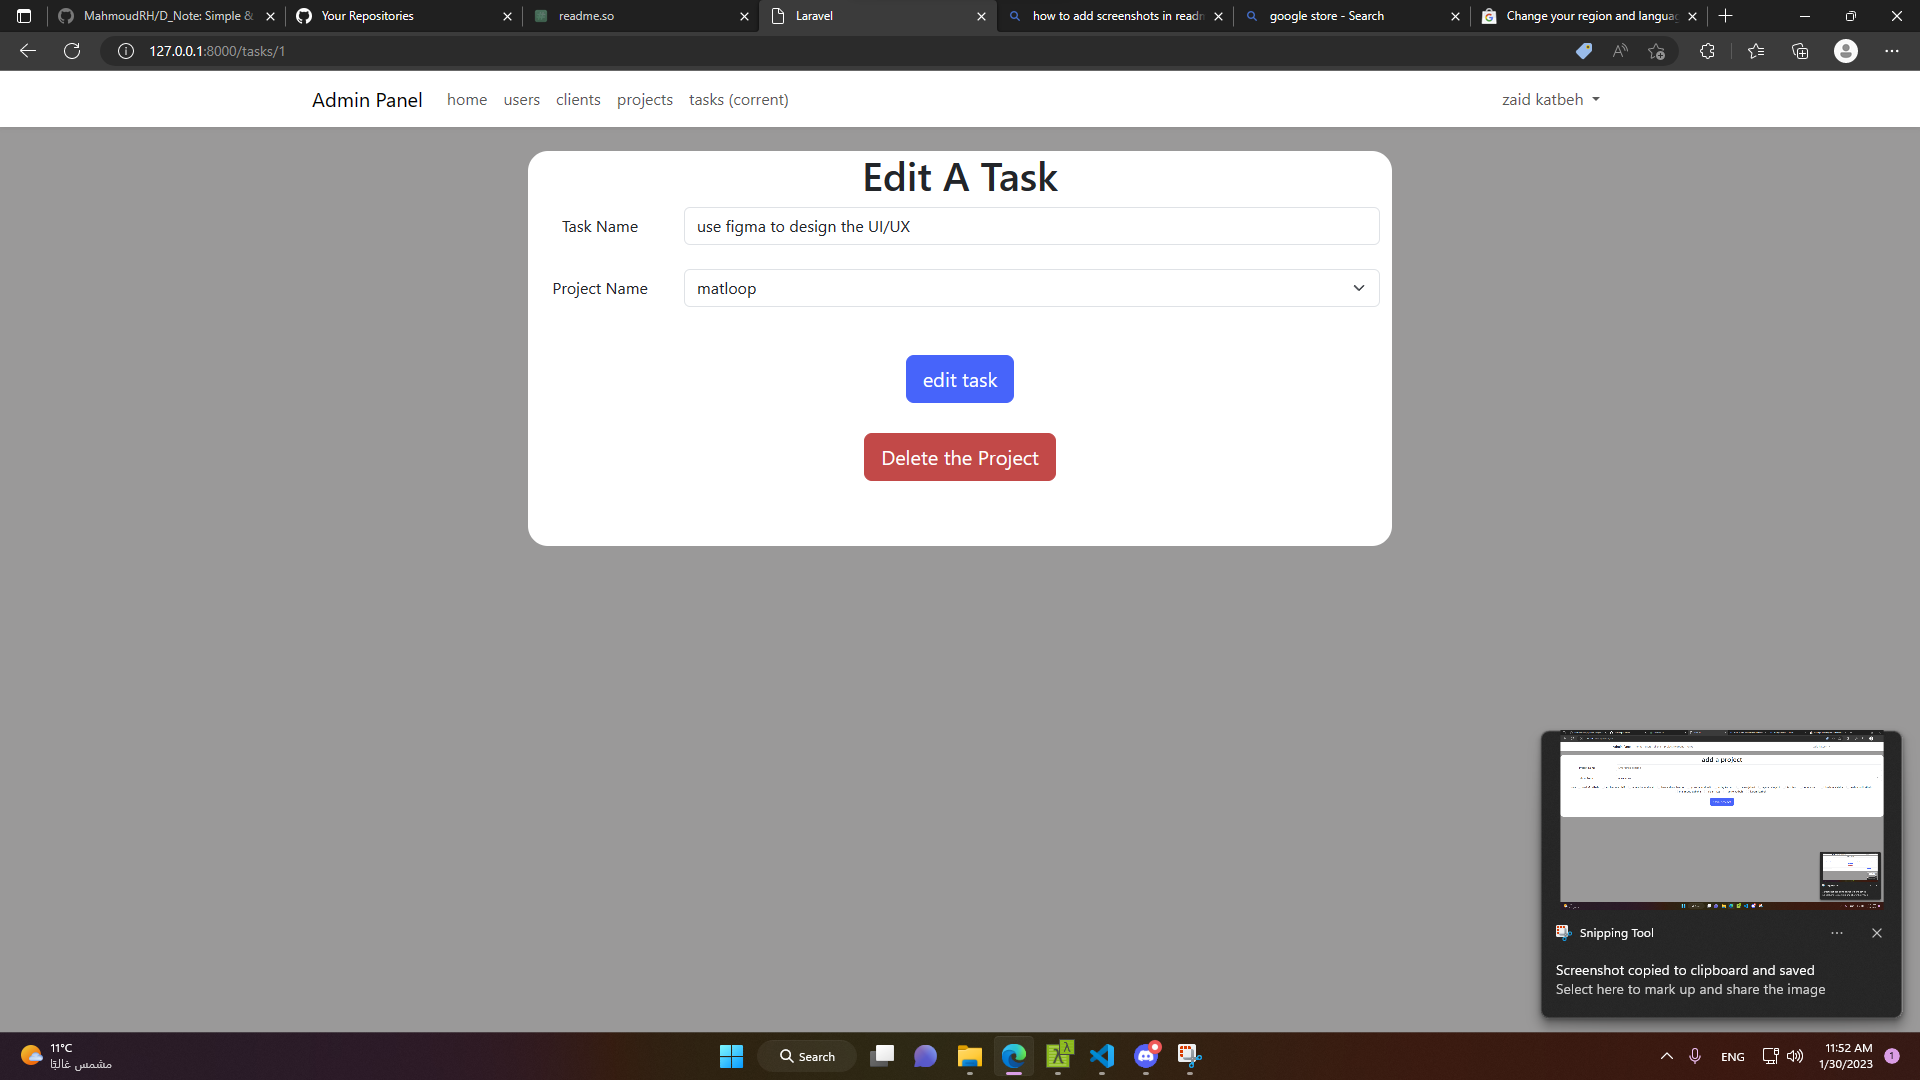 MahmoudRH/D_Note: Simple &
Your Repositories
readme.so
Laravel
how to add screenshots in readm
google store - Search
Change your region and languag
127.0.0.1:8000/tasks/1
Admin Panel
home
users
clients
projects
tasks (corrent)
zaid katbeh
Edit A Task
Task Name
use figma to design the UI/UX
Project Name
matloop
edit task
Delete the Project
add a project
Snipping Tool
Screenshot copied to clipboard and saved
Select here to mark up and share the image
11°C
مشمس غالبًا
Search
ENG
11:52 AM
1/30/2023
1